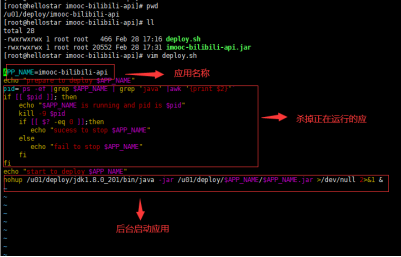 [root@hellostar imooc-bilibili-api]# pwd
/u01/deploy/imooc-bilibili-api
[root@hellostar imooc-bilibili-api]# ll
total 28
-rwxrwxrwx 1 root root 466 Feb 28 17:16 deploy.sh
-rwxrwxrwx 1 root root 20552 Feb 28 17:31 imooc-bilibili-api.jar
[root@hellostar imooc-bilibili-api]# vim deploy.sh
APP_NAME=imooc-bilibili-api
应用名称
echo "prepare to deploy $APP_NAME"
pid=`ps -ef |grep $APP_NAME | grep 'java' |awk '{print $2}'`
if [[ $pid ]]; then
echo "$APP_NAME is running and pid is $pid"
kill -9 $pid
杀掉正在运行的应
if [[ $? -eq 0 ]];then
echo "sucess to stop $APP_NAME"
else
echo "fail to stop $APP_NAME"
fi
fi
echo "start to deploy $APP_NAME"
nohup /u01/deploy/jdk1.8.0_201/bin/java -jar /u01/deploy/$APP_NAME/$APP_NAME.jar >/dev/null 2>&1 &
~
~
~
~
后台启动应用
~
~